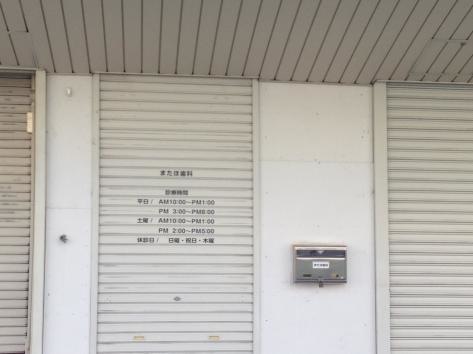 またほ歯科
診療時間
平日 / AM10:00〜PM1:00
PM 3:00〜PM8:00
土曜 / AM10:00〜PM1:00
PM 2:00〜PM5:00
休診日 / 日曜・祝日・木曜